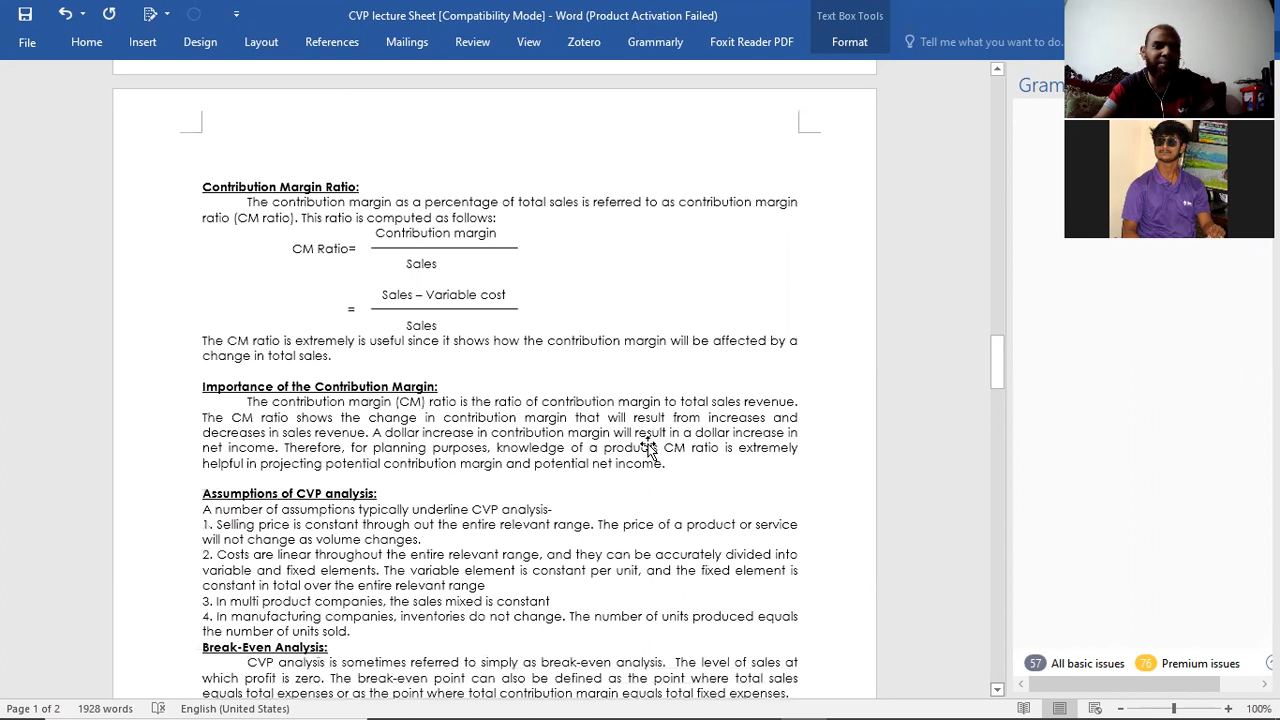 CVP lecture Sheet [Compatibility Mode] - Word (Product Activation Failed)
Text Box Tools
File Home Insert Design Layout References Mailings Review View Zotero Grammarly Foxit Reader PDF Format Tell me what you want to do.
Gram
Contribution Margin Ratio:
The contribution margin as a percentage of total sales is referred to as contribution margin
ratio (CM ratio). This ratio is computed as follows:
Contribution margin
CM Ratio=
Sales
Sales – Variable cost
=
Sales
The CM ratio is extremely is useful since it shows how the contribution margin will be affected by a
change in total sales.
Importance of the Contribution Margin:
The contribution margin (CM) ratio is the ratio of contribution margin to total sales revenue.
The CM ratio shows the change in contribution margin that will result from increases and
decreases in sales revenue. A dollar increase in contribution margin will result in a dollar increase in
net income. Therefore, for planning purposes, knowledge of a CM ratio is extremely
helpful in projecting potential contribution margin and potential net income.
Assumptions of CVP analysis:
A number of assumptions typically underline CVP analysis-
1. Selling price is constant through out the entire relevant range. The price of a product or service
will not change as volume changes.
2. Costs are linear throughout the entire relevant range, and they can be accurately divided into
variable and fixed elements. The variable element is constant per unit, and the fixed element is
constant in total over the entire relevant range
3. In multi product companies, the sales mixed is constant
4. In manufacturing companies, inventories do not change. The number of units produced equals
the number of units sold.
Break-Even Analysis:
CVP analysis is sometimes referred to simply as break-even analysis. The level of sales at
which profit is zero. The break-even point can also be defined as the point where total sales
equals total expenses or as the point where total contribution margin equals total fixed expenses.
57 All basic issues 76 Premium issues
Page 1 of 2 1928 words English (United States) 100%